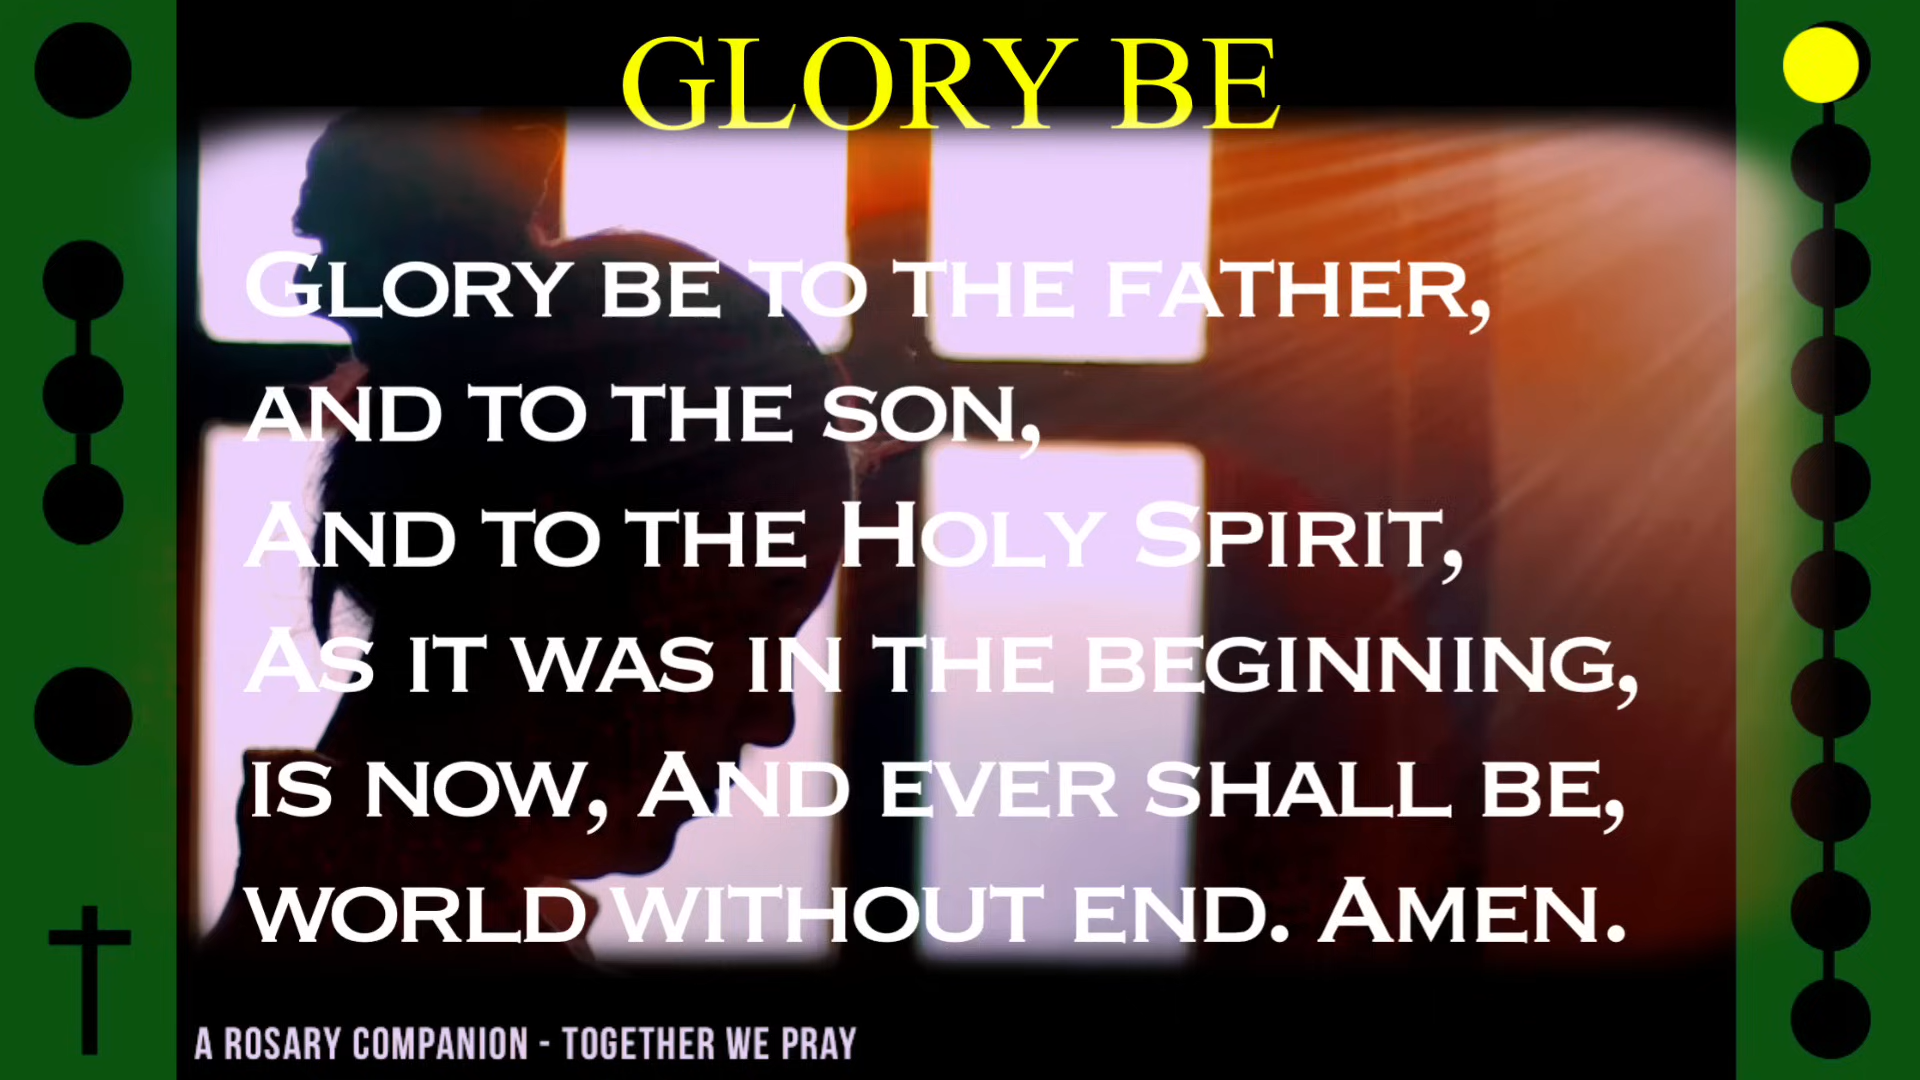 GLORY BE
Glory be to the father,
and to the son,
And to the Holy Spirit,
As it was in the beginning,
is now, And ever shall be,
world without end. Amen.
A ROSARY COMPANION - TOGETHER WE PRAY